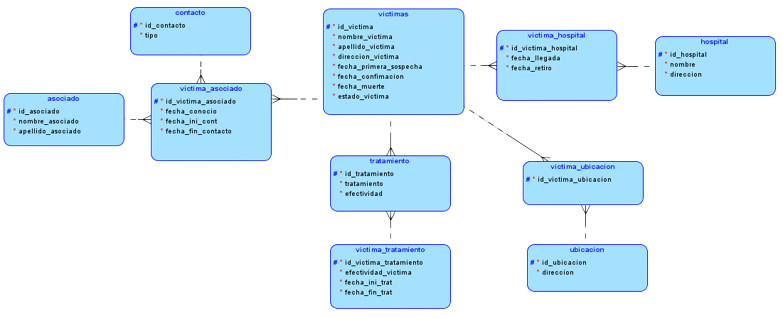 contacto
# * id_contacto
* tipo
victimas
# * id_victima
* nombre_victima
* apellido_victima
* direccion_victima
* fecha_primera_sospecha
* fecha_confimacion
* fecha_muerte
* estado_victima
victima_hospital
# * id_victima_hospital
* fecha_llegada
* fecha_retiro
hospital
# * id_hospital
* nombre
* direccion
asociado
# * id_asociado
* nombre_asociado
* apellido_asociado
victima_asociado
# * id_victima_asociado
* fecha_conocio
* fecha_ini_cont
* fecha_fin_contacto
tratamiento
# * id_tratamiento
* tratamiento
* efectividad
victima_ubicacion
# * id_victima_ubicacion
victima_tratamiento
# * id_victima_tratamiento
* efectividad_victima
* fecha_ini_trat
* fecha_fin_trat
ubicacion
# * id_ubicacion
* direccion